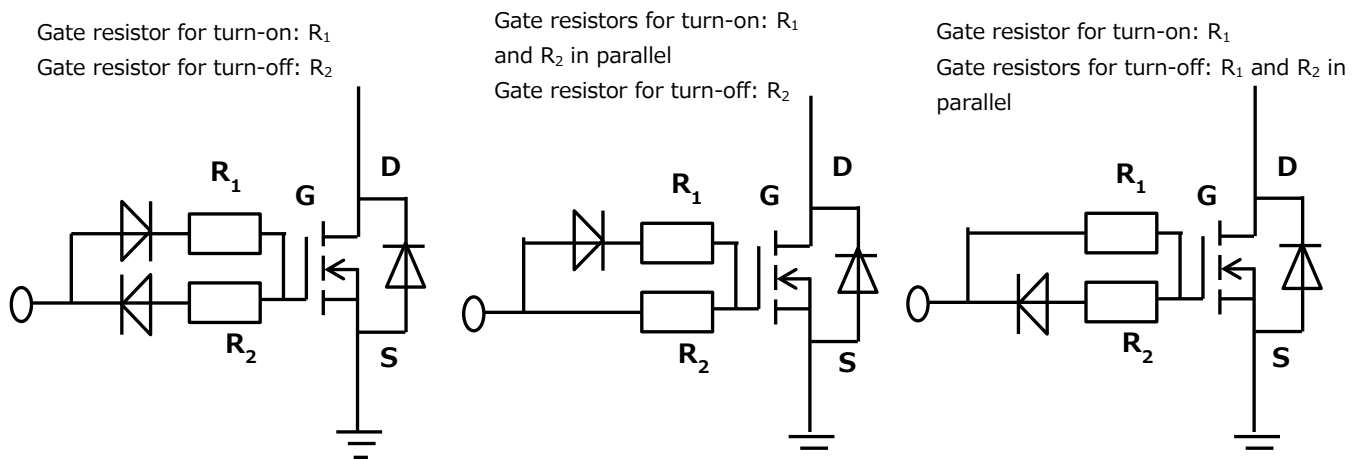 Gate resistor for turn-on: R₁
Gate resistor for turn-off: R₂
D
R₁
G
R₂
S
Gate resistors for turn-on: R₁
and R₂ in parallel
Gate resistor for turn-off: R₂
D
R₁
G
R₂
S
Gate resistor for turn-on: R₁
Gate resistors for turn-off: R₁ and R₂ in
parallel
D
R₁
G
R₂
S